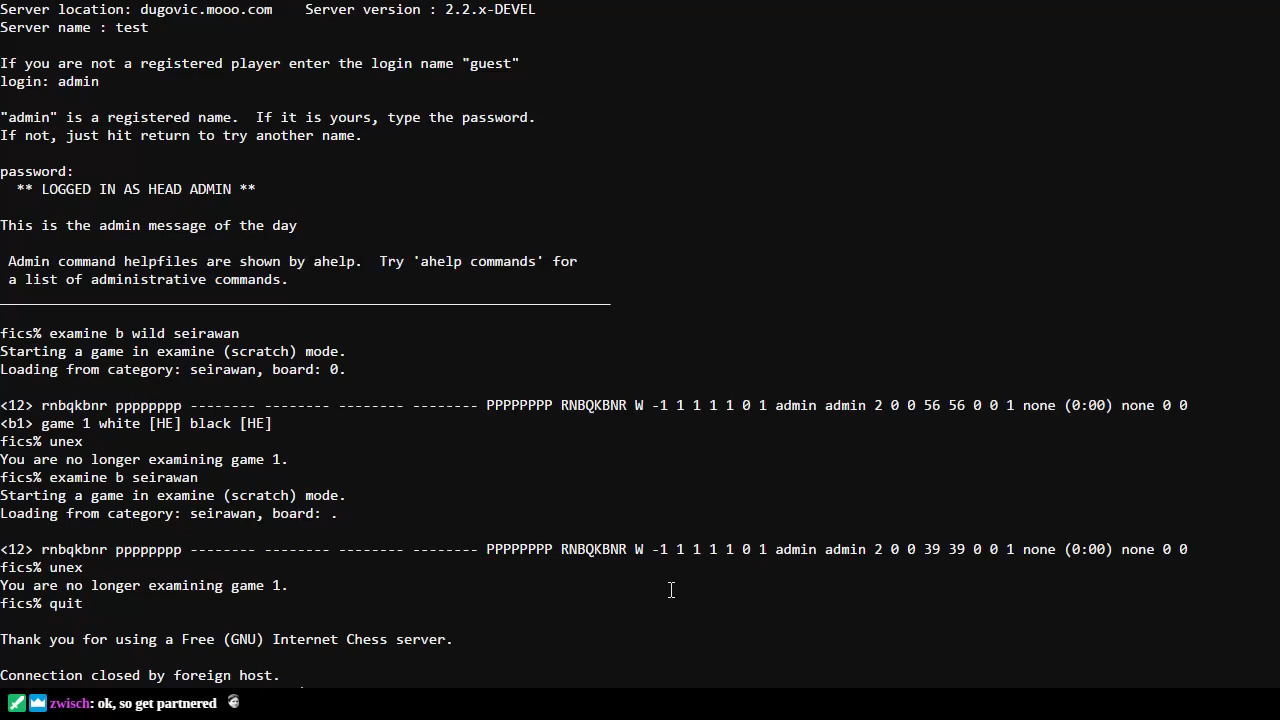 Server location: dugovic.mooo.com    Server version : 2.2.x-DEVEL
Server name : test
If you are not a registered player enter the login name "guest"
login: admin
"admin" is a registered name.  If it is yours, type the password.
If not, just hit return to try another name.
password:
  ** LOGGED IN AS HEAD ADMIN **
This is the admin message of the day
 Admin command helpfiles are shown by ahelp.  Try 'ahelp commands' for
 a list of administrative commands.
__________________________________________________________________________
fics% examine b wild seirawan
Starting a game in examine (scratch) mode.
Loading from category: seirawan, board: 0.
<12> rnbqkbnr pppppppp -------- -------- -------- -------- PPPPPPPP RNBQKBNR W -1 1 1 1 1 0 1 admin admin 2 0 0 56 56 0 0 1 none (0:00) none 0 0
<b1> game 1 white [HE] black [HE]
fics% unex
You are no longer examining game 1.
fics% examine b seirawan
Starting a game in examine (scratch) mode.
Loading from category: seirawan, board: .
<12> rnbqkbnr pppppppp -------- -------- -------- -------- PPPPPPPP RNBQKBNR W -1 1 1 1 1 0 1 admin admin 2 0 0 39 39 0 0 1 none (0:00) none 0 0
fics% unex
You are no longer examining game 1.
fics% quit
Thank you for using a Free (GNU) Internet Chess server.
Connection closed by foreign host.
zwisch: ok, so get partnered